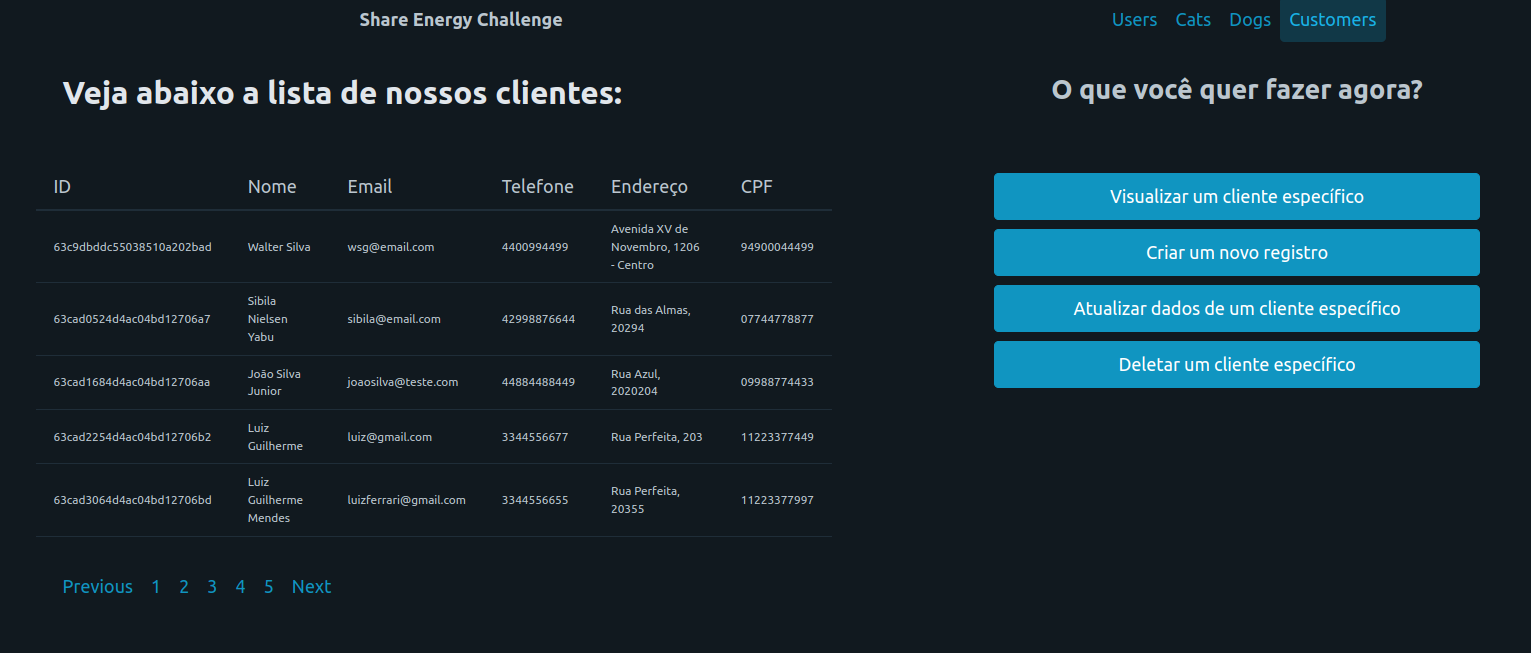 Share Energy Challenge
Users Cats Dogs Customers
Veja abaixo a lista de nossos clientes:
O que você quer fazer agora?
ID Nome Email Telefone Endereço CPF
63c9dbddc55038510a202bad Walter Silva wsg@email.com 4400994499 Avenida XV de Novembro, 1206 - Centro 94900044499
63cad0524d4ac04bd12706a7 Sibila Nielsen Yabu sibila@email.com 42998876644 Rua das Almas, 20294 07744778877
63cad1684d4ac04bd12706aa João Silva Junior joaosilva@teste.com 44884488449 Rua Azul, 2020204 09988774433
63cad2254d4ac04bd12706b2 Luiz Guilherme luiz@gmail.com 3344556677 Rua Perfeita, 203 11223377449
63cad3064d4ac04bd12706bd Luiz Guilherme Mendes luizferrari@gmail.com 3344556655 Rua Perfeita, 20355 11223377997
Previous 1 2 3 4 5 Next
Visualizar um cliente específico
Criar um novo registro
Atualizar dados de um cliente específico
Deletar um cliente específico